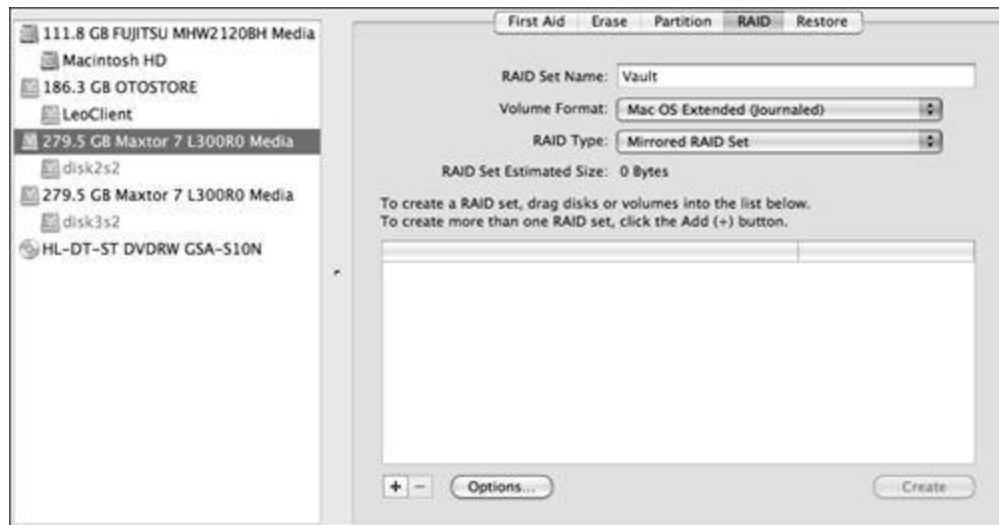 111.8 GB FUJITSU MHW2120BH Media
Macintosh HD
186.3 GB OTOSTORE
LeoClient
279.5 GB Maxtor 7 L300R0 Media
disk2s2
279.5 GB Maxtor 7 L300R0 Media
disk3s2
HL-DT-ST DVDRW GSA-S10N
First Aid Erase Partition RAID Restore
RAID Set Name: Vault
Volume Format: Mac OS Extended (Journaled)
RAID Type: Mirrored RAID Set
RAID Set Estimated Size: 0 Bytes
To create a RAID set, drag disks or volumes into the list below.
To create more than one RAID set, click the Add (+) button.
+ − Options... Create